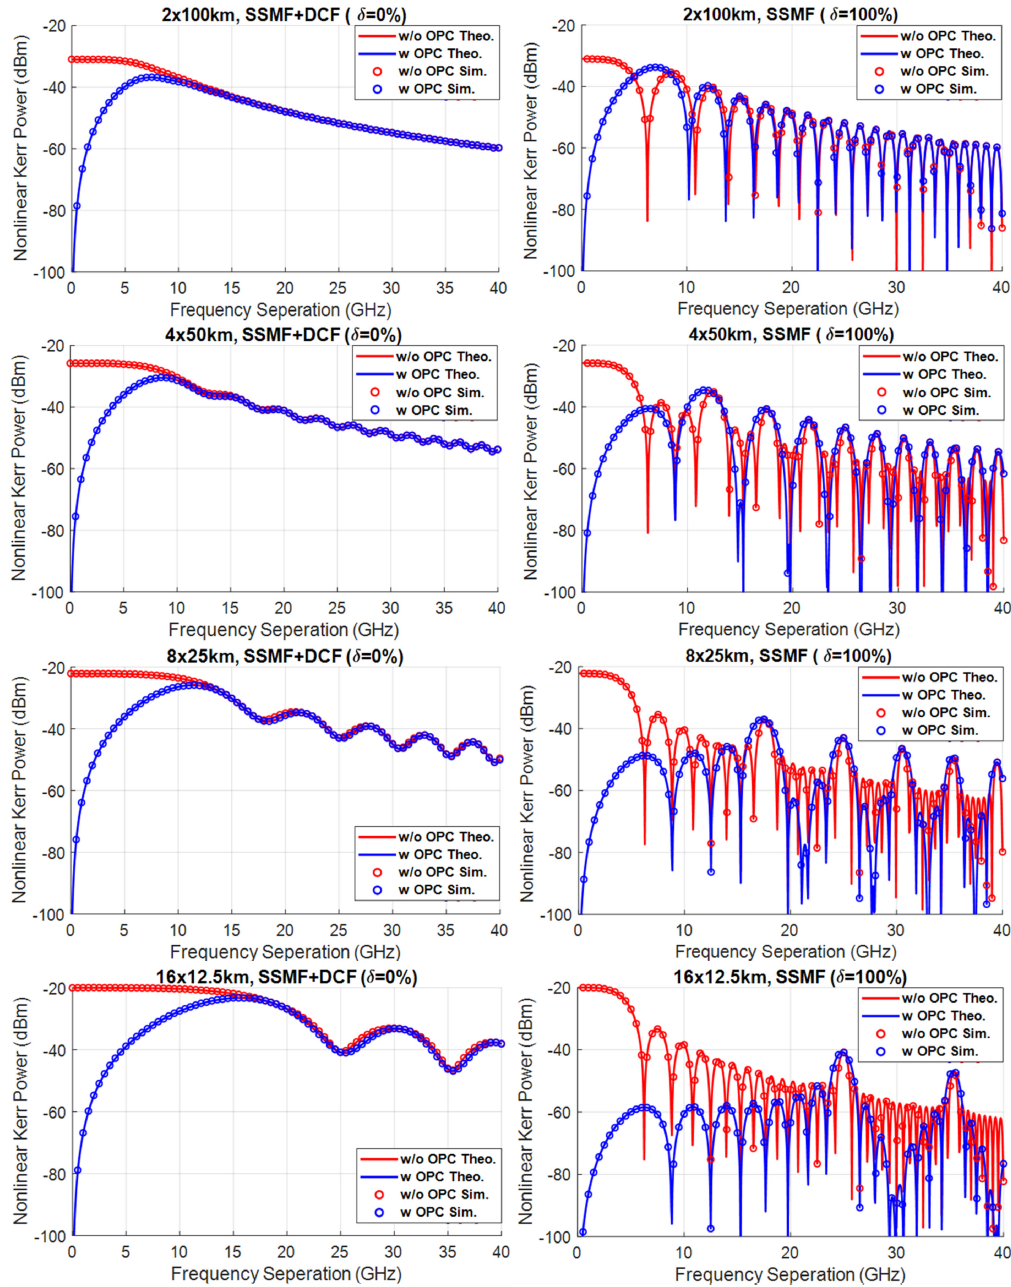 2x100km, SSMF+DCF ( δ=0%)
-20
-40
-60
-80
-100
Nonlinear Kerr Power (dBm)
w/o OPC Theo.
w OPC Theo.
w/o OPC Sim.
w OPC Sim.
0 5 10 15 20 25 30 35 40
Frequency Seperation (GHz)
2x100km, SSMF ( δ=100%)
-20
-40
-60
-80
-100
Nonlinear Kerr Power (dBm)
w/o OPC Theo.
w OPC Theo.
w/o OPC Sim.
w OPC Sim.
0 10 20 30 40
Frequency Seperation (GHz)
4x50km, SSMF+DCF (δ=0%)
-20
-40
-60
-80
-100
Nonlinear Kerr Power (dBm)
w/o OPC Theo.
w OPC Theo.
w/o OPC Sim.
w OPC Sim.
0 5 10 15 20 25 30 35 40
Frequency Seperation (GHz)
4x50km, SSMF ( δ=100%)
-20
-40
-60
-80
-100
Nonlinear Kerr Power (dBm)
w/o OPC Theo.
w OPC Theo.
w/o OPC Sim.
w OPC Sim.
0 10 20 30 40
Frequency Seperation (GHz)
8x25km, SSMF+DCF (δ=0%)
-20
-40
-60
-80
-100
Nonlinear Kerr Power (dBm)
w/o OPC Theo.
w OPC Theo.
w/o OPC Sim.
w OPC Sim.
0 5 10 15 20 25 30 35 40
Frequency Seperation (GHz)
8x25km, SSMF ( δ=100%)
-20
-40
-60
-80
-100
Nonlinear Kerr Power (dBm)
w/o OPC Theo.
w OPC Theo.
w/o OPC Sim.
w OPC Sim.
0 10 20 30 40
Frequency Seperation (GHz)
16x12.5km, SSMF+DCF (δ=0%)
-20
-40
-60
-80
-100
Nonlinear Kerr Power (dBm)
w/o OPC Theo.
w OPC Theo.
w/o OPC Sim.
w OPC Sim.
0 5 10 15 20 25 30 35 40
Frequency Seperation (GHz)
16x12.5km, SSMF (δ=100%)
-20
-40
-60
-80
-100
Nonlinear Kerr Power (dBm)
w/o OPC Theo.
w OPC Theo.
w/o OPC Sim.
w OPC Sim.
0 10 20 30 40
Frequency Seperation (GHz)